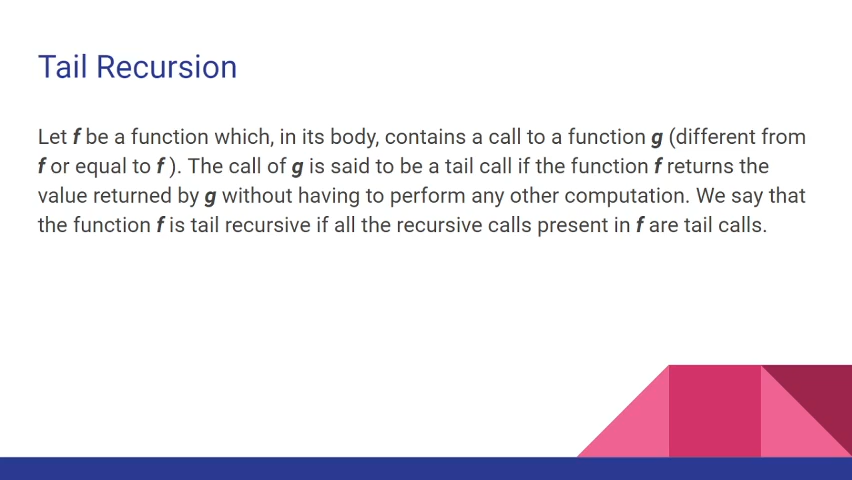 Tail Recursion
Let f be a function which, in its body, contains a call to a function g (different from
f or equal to f ). The call of g is said to be a tail call if the function f returns the
value returned by g without having to perform any other computation. We say that
the function f is tail recursive if all the recursive calls present in f are tail calls.